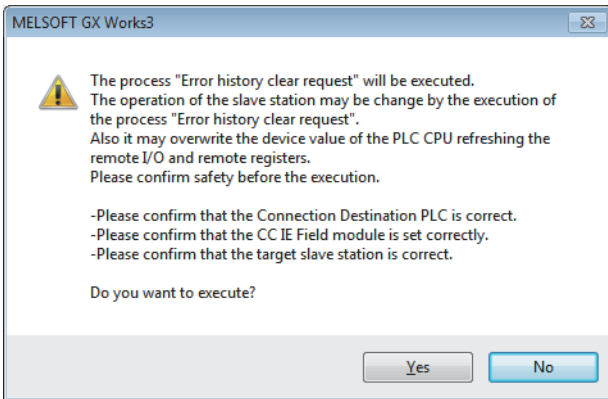 MELSOFT GX Works3
The process "Error history clear request" will be executed.
The operation of the slave station may be change by the execution of
the process "Error history clear request".
Also it may overwrite the device value of the PLC CPU refreshing the
remote I/O and remote registers.
Please confirm safety before the execution.
-Please confirm that the Connection Destination PLC is correct.
-Please confirm that the CC IE Field module is set correctly.
-Please confirm that the target slave station is correct.
Do you want to execute?
Yes
No